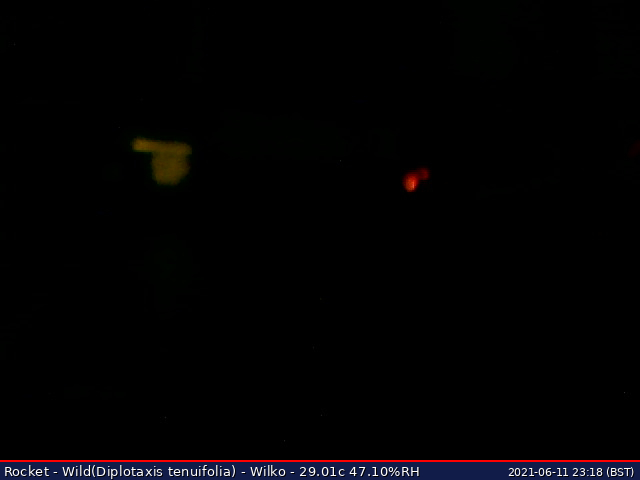 Rocket - Wild(Diplotaxis tenuifolia) - Wilko - 29.01c 47.10%RH 2021-06-11 23:18 (BST)